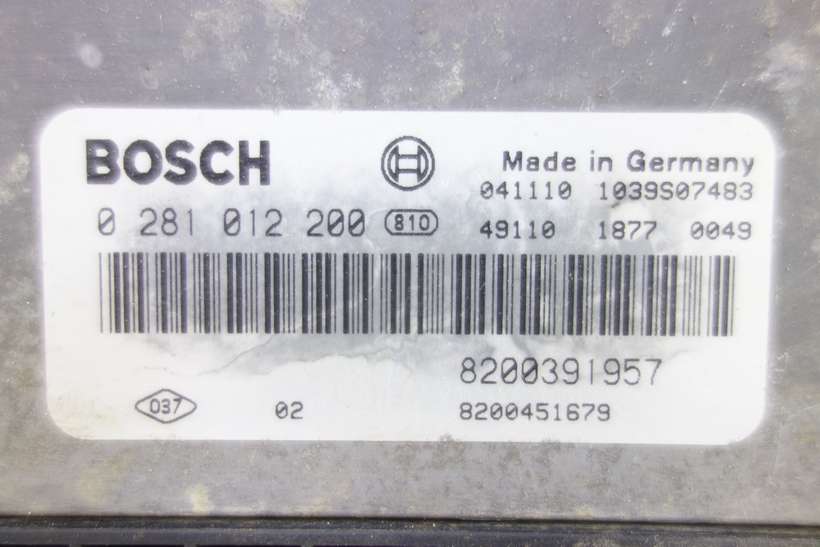 BOSCH
Made in Germany
041110 1039S07483
0 281 012 200 810 49110 1877 0049
8200391957
037 02 8200451679